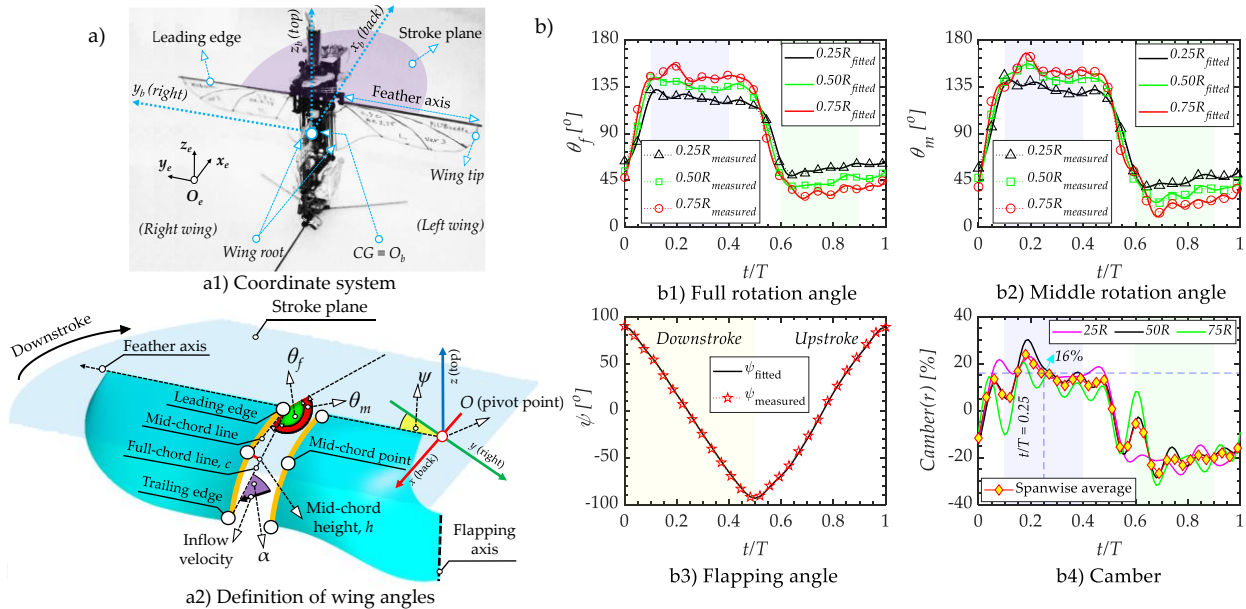 a)
z_b (top)
x_b (back)
Leading edge
Stroke plane
y_b (right)
Feather axis
z_e
y_e
x_e
O_e
Wing tip
(Right wing)
(Left wing)
Wing root
CG ≡ O_b
a1) Coordinate system
Stroke plane
Downstroke
Feather axis
θ_f
z (top)
ψ
θ_m
O (pivot point)
Leading edge
Mid-chord line
Mid-chord point
y (right)
Full-chord line, c
x (back)
Trailing edge
Mid-chord
height, h
Inflow
velocity
α
Flapping
axis
a2) Definition of wing angles
b)
θ_f [°]
180
135
90
45
0
0.25R_fitted
0.50R_fitted
0.75R_fitted
0.25R_measured
0.50R_measured
0.75R_measured
0 0.2 0.4 0.6 0.8 1
t/T
b1) Full rotation angle
θ_m [°]
180
135
90
45
0
0.25R_fitted
0.50R_fitted
0.75R_fitted
0.25R_measured
0.50R_measured
0.75R_measured
0 0.2 0.4 0.6 0.8 1
t/T
b2) Middle rotation angle
ψ [°]
100
50
0
-50
-100
Downstroke
Upstroke
ψ_fitted
ψ_measured
0 0.2 0.4 0.6 0.8 1
t/T
b3) Flapping angle
Camber(r) [%]
40
20
0
-20
-40
25R 50R 75R
16%
t/T = 0.25
Spanwise average
0 0.2 0.4 0.6 0.8 1
t/T
b4) Camber